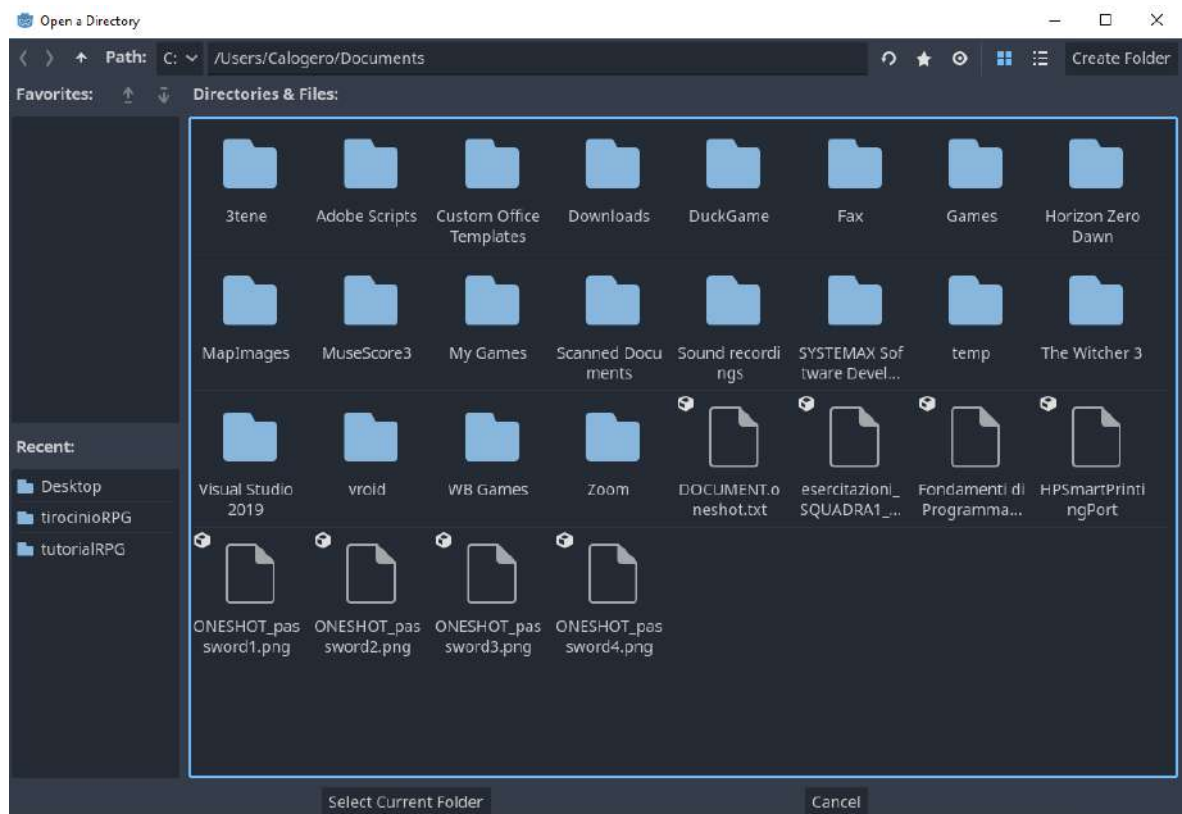 Open a Directory
Path: C: /Users/Calogero/Documents Create Folder
Favorites: Directories & Files:
3tene Adobe Scripts Custom Office Downloads DuckGame Fax Games Horizon Zero
Templates Dawn
MapImages MuseScore3 My Games Scanned Docu Sound recordi SYSTEMAX Sof temp The Witcher 3
ments ngs tware Devel...
Recent:
Desktop
tirocinioRPG
tutorialRPG
Visual Studio vroid WB Games Zoom DOCUMENT.o esercitazioni_ Fondamenti di HPSmartPrinti
2019 neshot.txt SQUADRA1_... Programma... ngPort
ONESHOT_pas ONESHOT_pas ONESHOT_pas ONESHOT_pas
sword1.png sword2.png sword3.png sword4.png
Select Current Folder Cancel